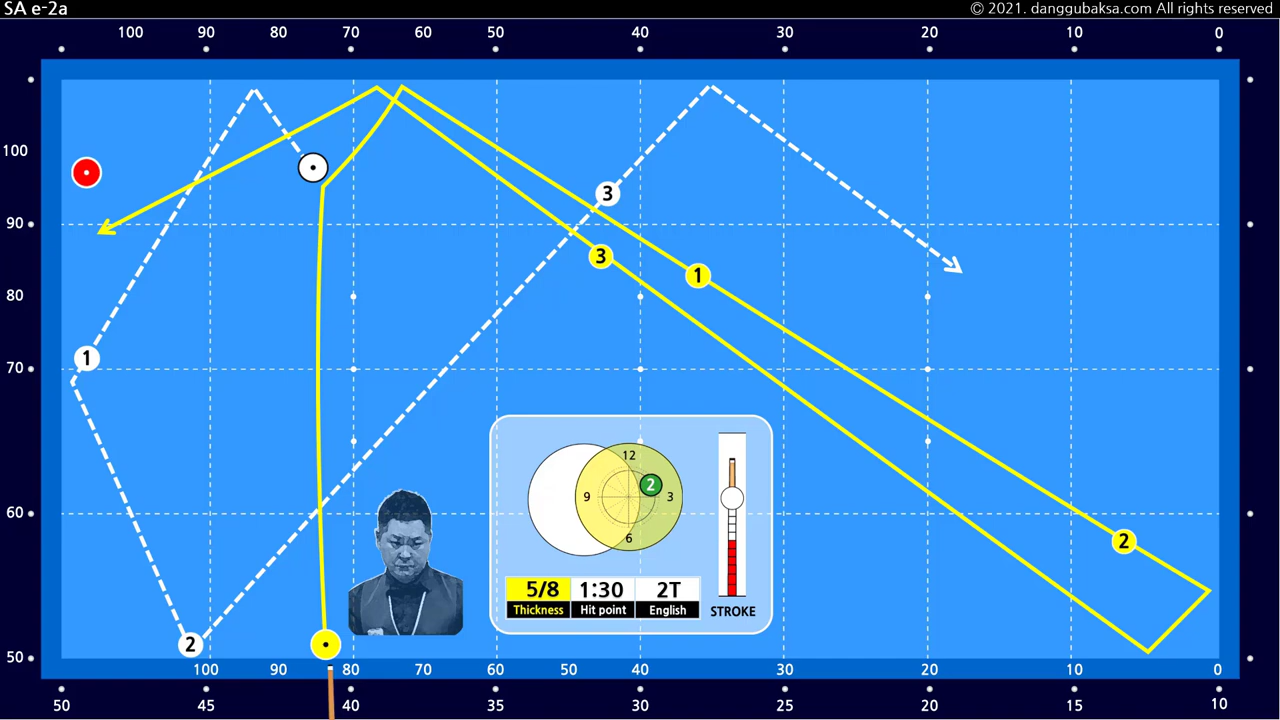 SA e-2a
© 2021. danggubaksa.com All rights reserved
100 90 80 70 60 50 40 30 20 10 0
100
90
80
70
60
50
3
3
1
1
2
2
12
9 2 3
6
5/8 1:30 2T
Thickness Hit point English
STROKE
100 90 80 70 60 50 40 30 20 10 0
50 45 40 35 30 25 20 15 10